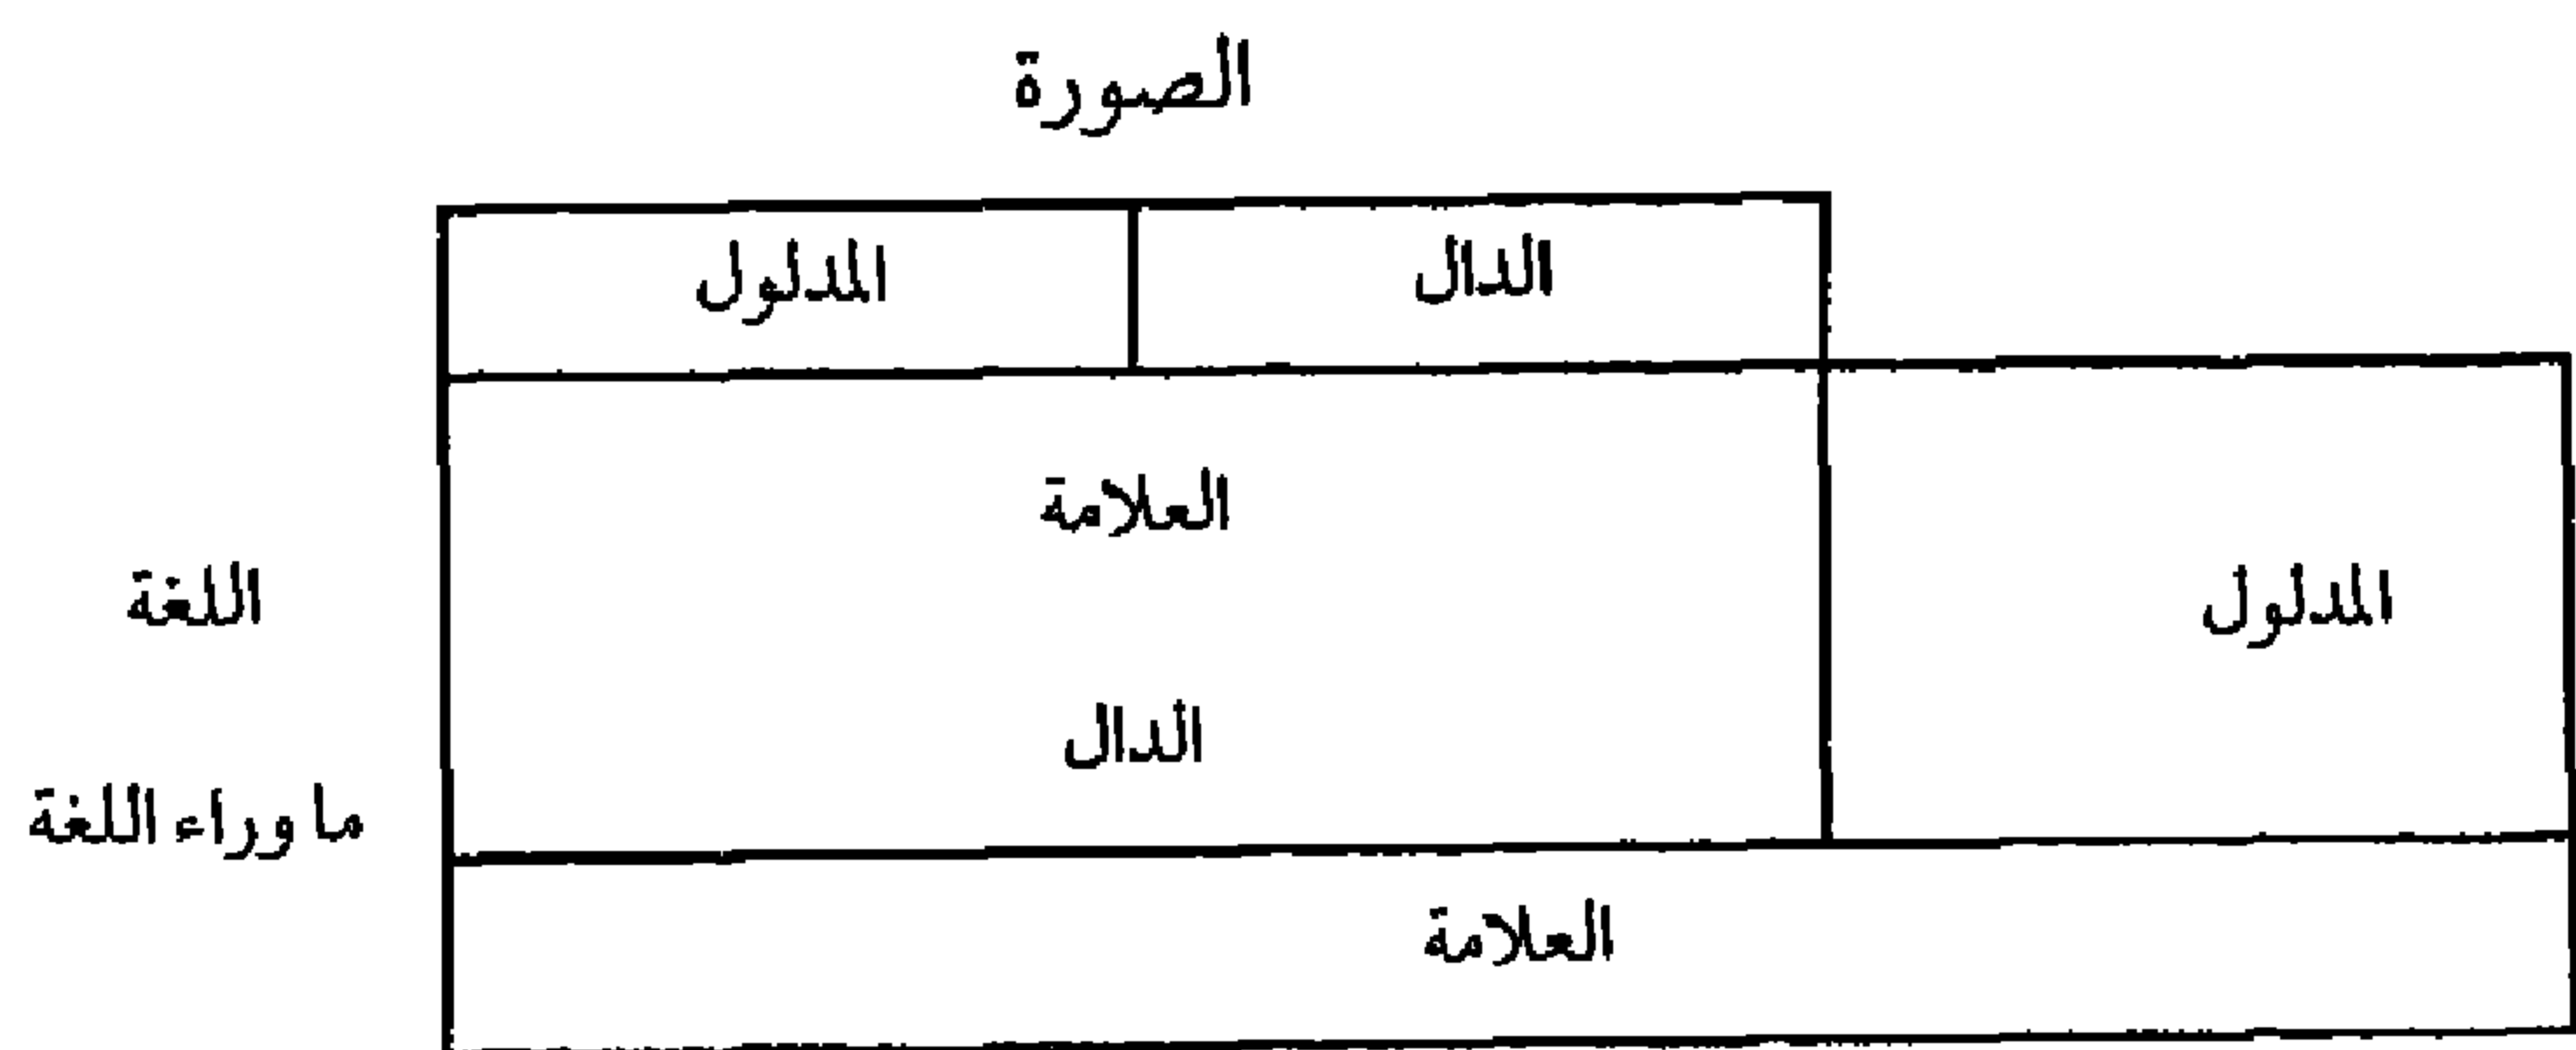 الصورة
الدال
المدلول
العلامة
المدلول
اللغة
الدال
ما وراء اللغة
العلامة